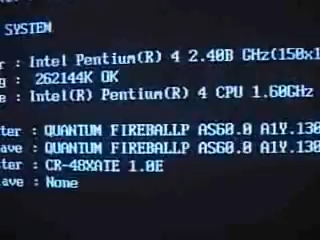 SYSTEM
r : Intel Pentium(R) 4 2.40B GHz(150x1
g : 262144K OK
e : Intel(R) Pentium(R) 4 CPU 1.60GHz
ter : QUANTUM FIREBALLP AS60.0 A1Y.130
ave : QUANTUM FIREBALLP AS60.0 A1Y.130
ter : CR-48XATE 1.0E
ave : None